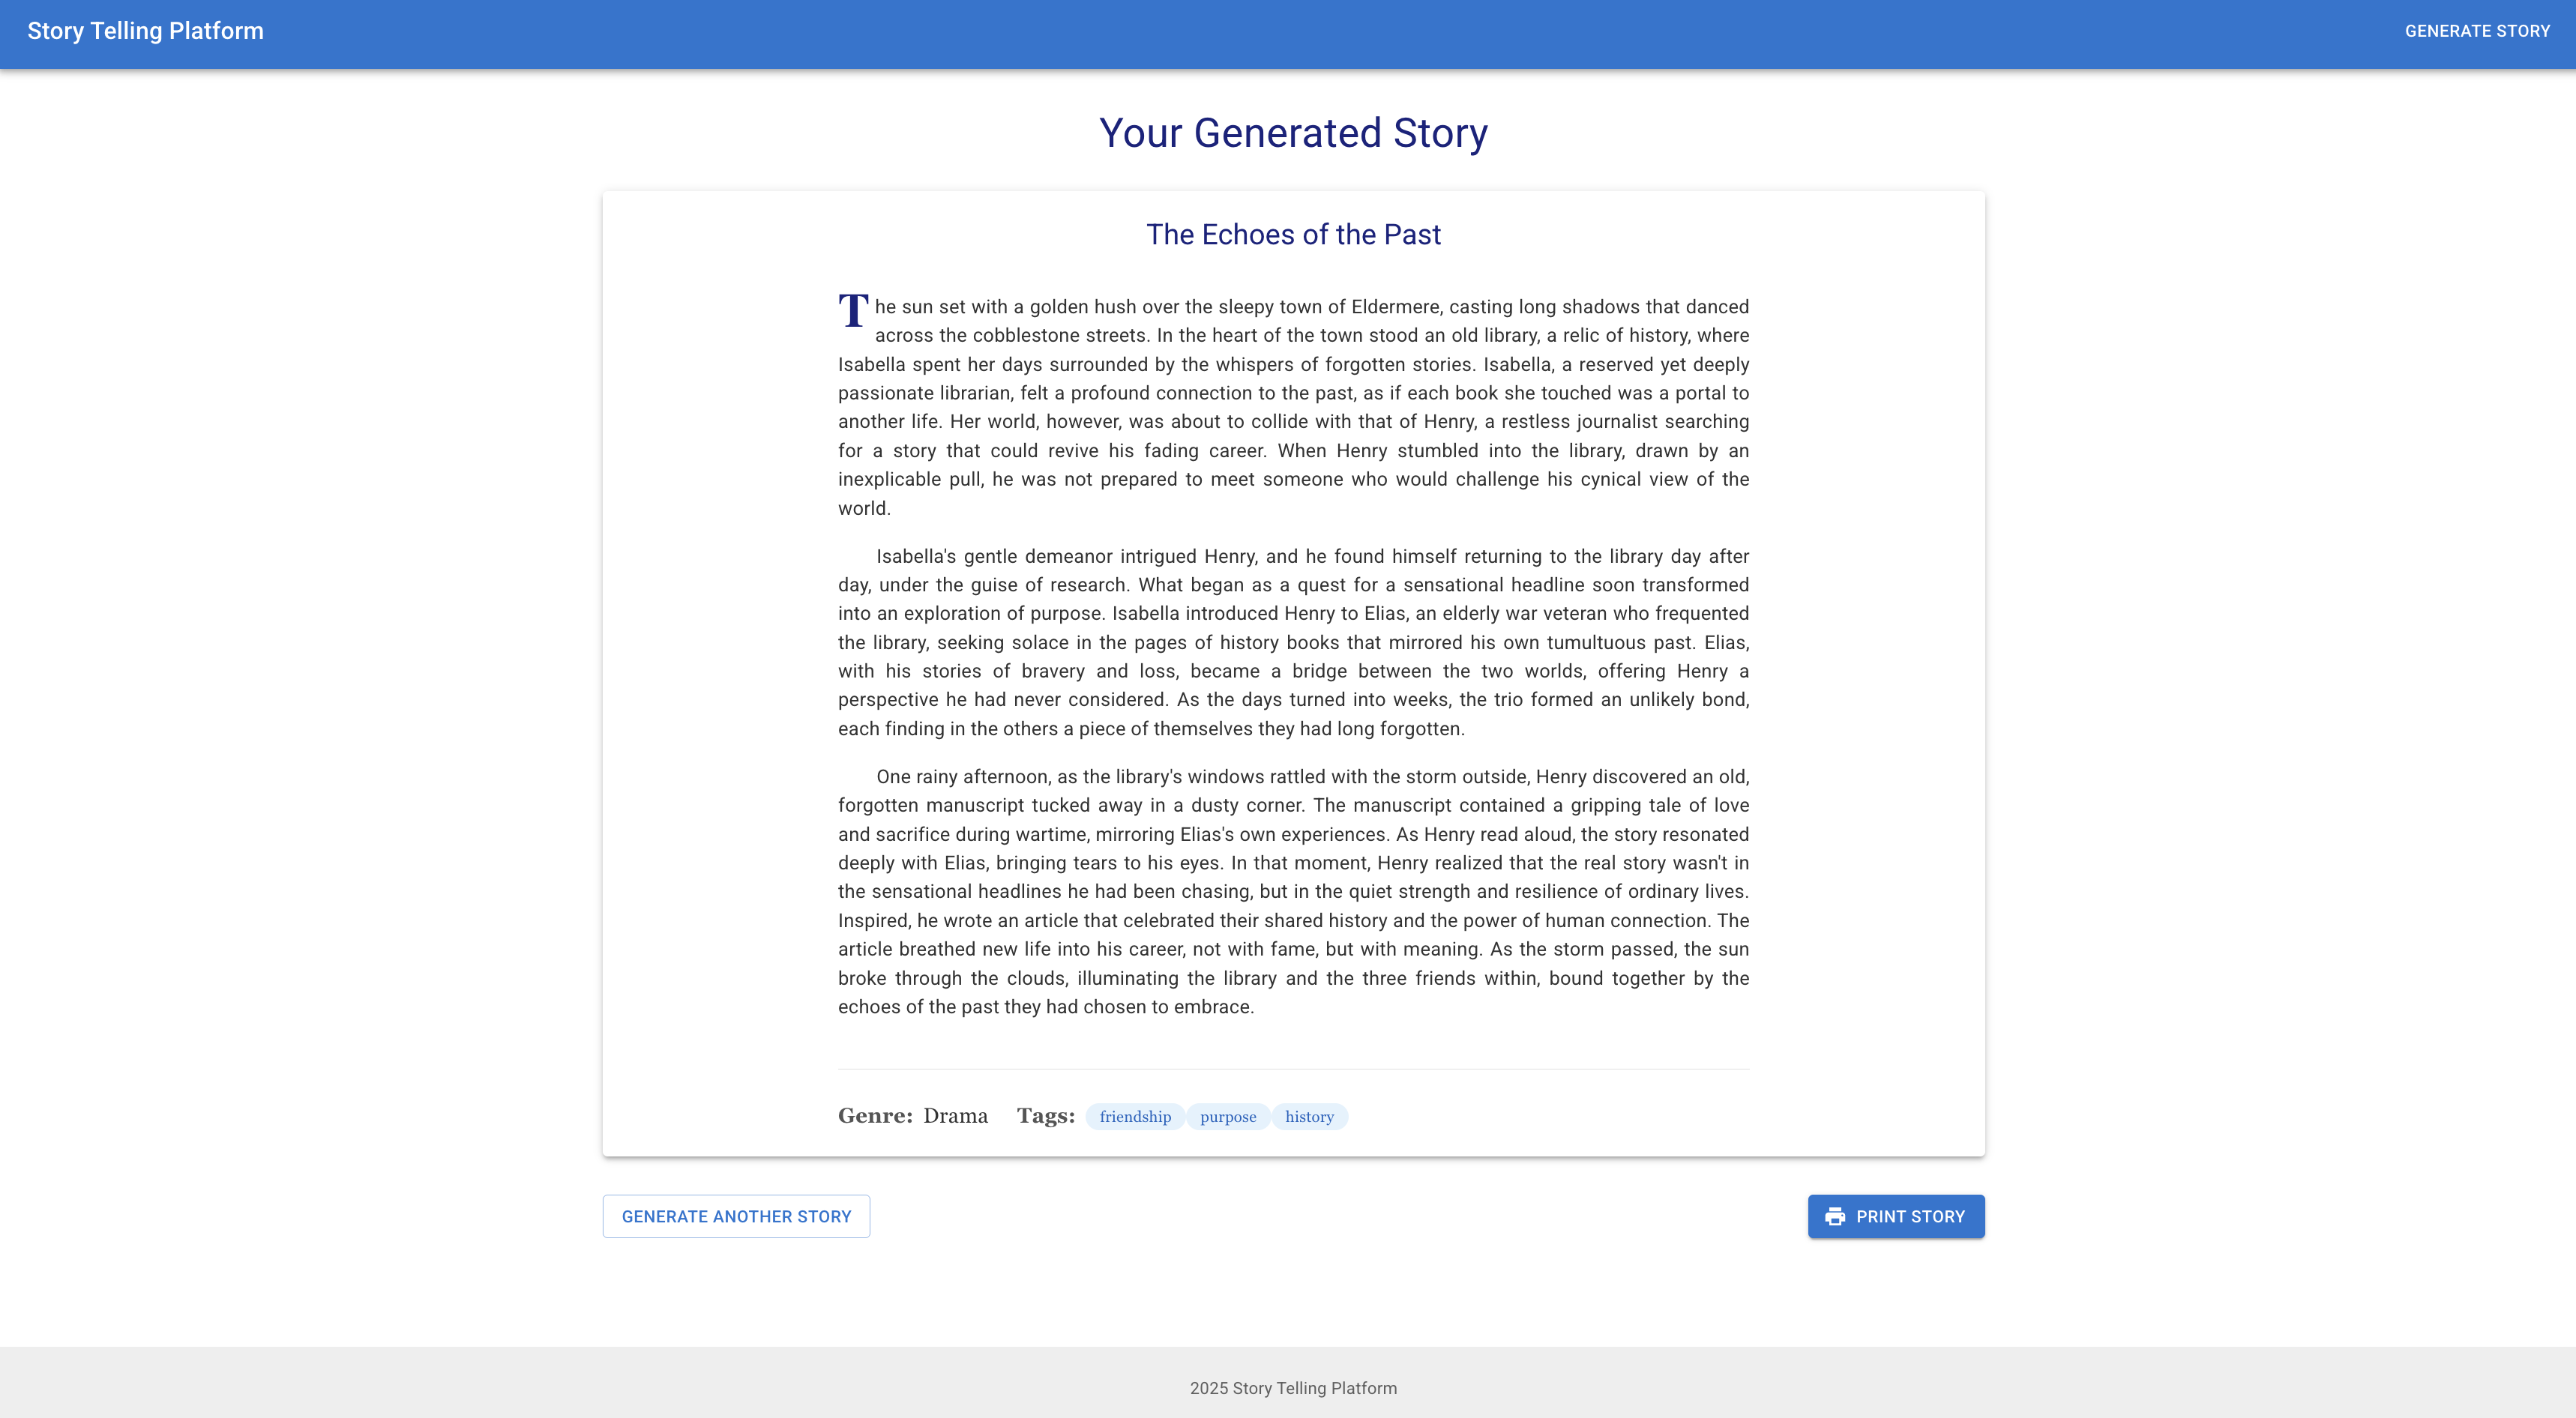 Story Telling Platform
GENERATE STORY
Your Generated Story
The Echoes of the Past
The sun set with a golden hush over the sleepy town of Eldermere, casting long shadows that danced
across the cobblestone streets. In the heart of the town stood an old library, a relic of history, where
Isabella spent her days surrounded by the whispers of forgotten stories. Isabella, a reserved yet deeply
passionate librarian, felt a profound connection to the past, as if each book she touched was a portal to
another life. Her world, however, was about to collide with that of Henry, a restless journalist searching
for a story that could revive his fading career. When Henry stumbled into the library, drawn by an
inexplicable pull, he was not prepared to meet someone who would challenge his cynical view of the
world.
Isabella's gentle demeanor intrigued Henry, and he found himself returning to the library day after
day, under the guise of research. What began as a quest for a sensational headline soon transformed
into an exploration of purpose. Isabella introduced Henry to Elias, an elderly war veteran who frequented
the library, seeking solace in the pages of history books that mirrored his own tumultuous past. Elias,
with his stories of bravery and loss, became a bridge between the two worlds, offering Henry a
perspective he had never considered. As the days turned into weeks, the trio formed an unlikely bond,
each finding in the others a piece of themselves they had long forgotten.
One rainy afternoon, as the library's windows rattled with the storm outside, Henry discovered an old,
forgotten manuscript tucked away in a dusty corner. The manuscript contained a gripping tale of love
and sacrifice during wartime, mirroring Elias's own experiences. As Henry read aloud, the story resonated
deeply with Elias, bringing tears to his eyes. In that moment, Henry realized that the real story wasn't in
the sensational headlines he had been chasing, but in the quiet strength and resilience of ordinary lives.
Inspired, he wrote an article that celebrated their shared history and the power of human connection. The
article breathed new life into his career, not with fame, but with meaning. As the storm passed, the sun
broke through the clouds, illuminating the library and the three friends within, bound together by the
echoes of the past they had chosen to embrace.
Genre: Drama Tags: friendship purpose history
GENERATE ANOTHER STORY
PRINT STORY
2025 Story Telling Platform